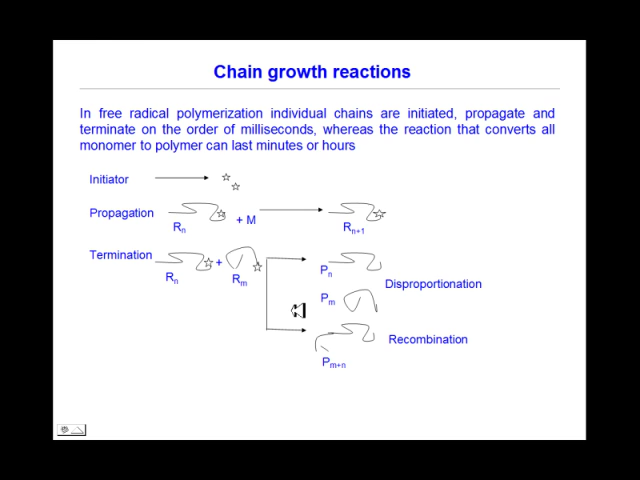 Chain growth reactions
In free radical polymerization individual chains are initiated, propagate and
terminate on the order of milliseconds, whereas the reaction that converts all
monomer to polymer can last minutes or hours
Initiator
Propagation
+ M
Rn
Rn+1
Termination
+
Rn
Rm
Pn
Disproportionation
Pm
Recombination
Pm+n